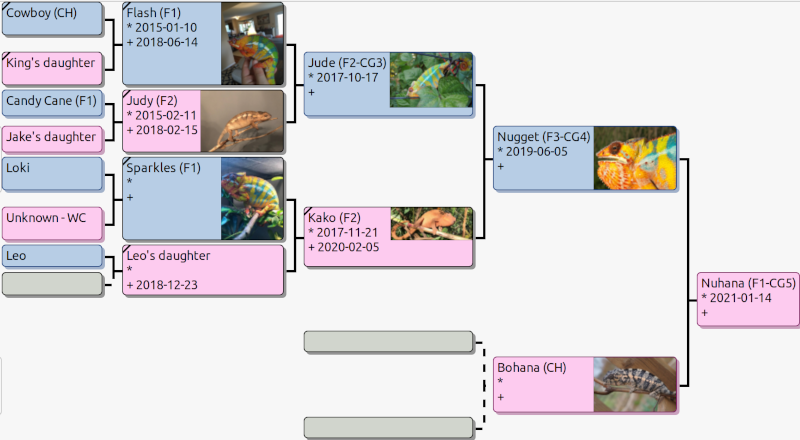 Cowboy (CH)
King's daughter
Candy Cane (F1)
Jake's daughter
Loki
Unknown - WC
Leo
Flash (F1)
* 2015-01-10
+ 2018-06-14
Judy (F2)
* 2015-02-11
+ 2018-02-15
Sparkles (F1)
*
+
Leo's daughter
*
+ 2018-12-23
Jude (F2-CG3)
* 2017-10-17
+
Kako (F2)
* 2017-11-21
+ 2020-02-05
Nugget (F3-CG4)
* 2019-06-05
+
Bohana (CH)
*
+
Nuhana (F1-CG5)
* 2021-01-14
+